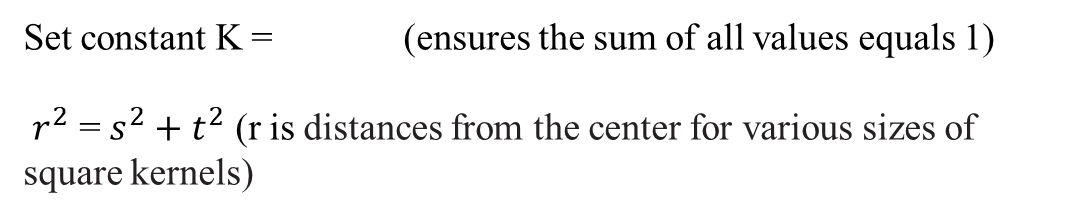 Set constant K = (ensures the sum of all values equals 1)
r² = s² + t² (r is distances from the center for various sizes of
square kernels)